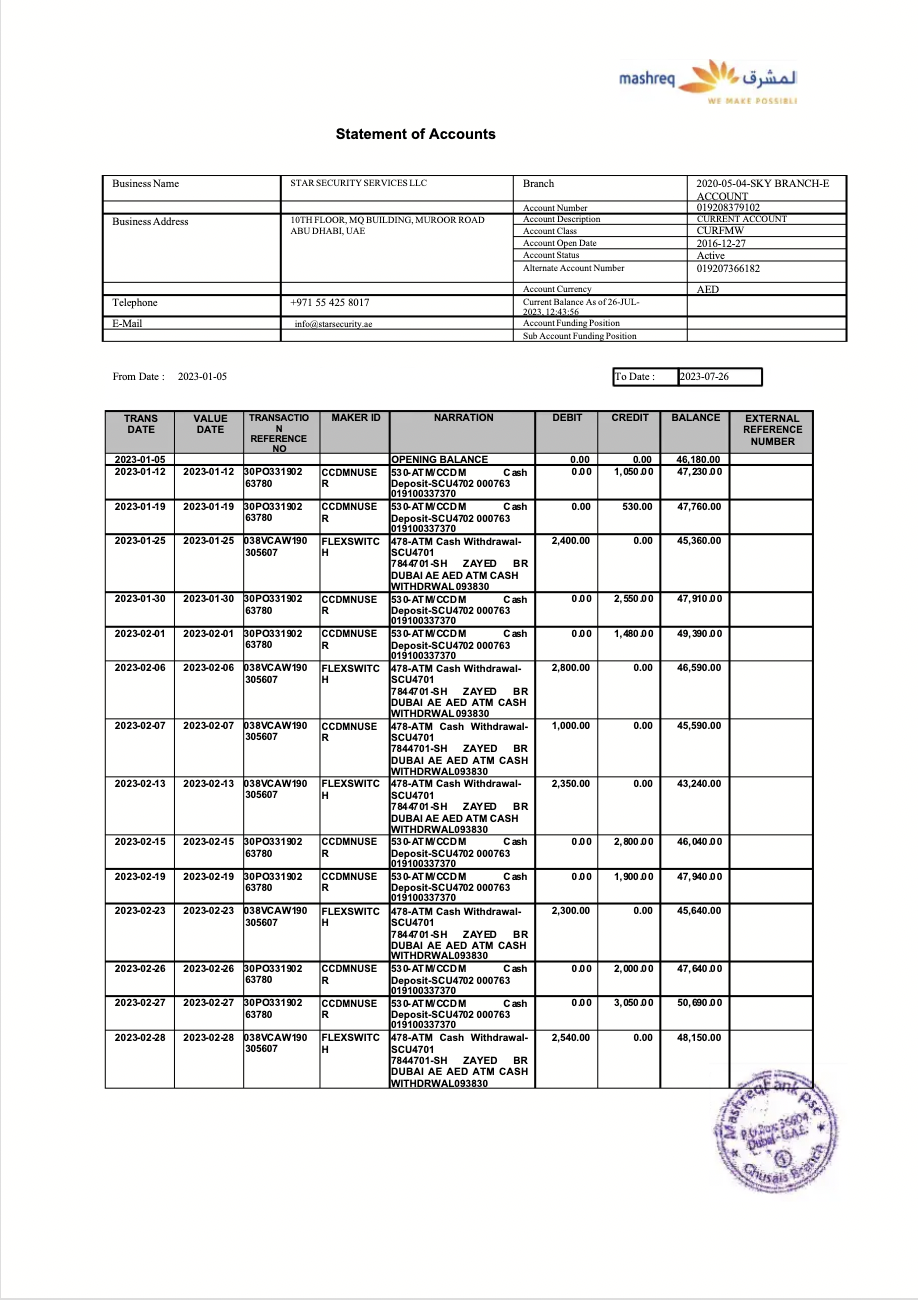 mashreq المشرق
WE MAKE POSSIBLI
Statement of Accounts
Business Name STAR SECURITY SERVICES LLC Branch 2020-05-04-SKY BRANCH-E
ACCOUNT
Account Number 019208379102
Business Address 10TH FLOOR, MQ BUILDING, MUROOR ROAD Account Description CURRENT ACCOUNT
ABU DHABI, UAE Account Class CURFMW
Account Open Date 2016-12-27
Account Status Active
Alternate Account Number 019207366182
Account Currency AED
Telephone +971 55 425 8017 Current Balance As of 26-JUL-
2023, 12:43:56
E-Mail info@starsecurity.ae Account Funding Position
Sub Account Funding Position
From Date : 2023-01-05 To Date : 2023-07-26
TRANS VALUE TRANSACTIO MAKER ID NARRATION DEBIT CREDIT BALANCE EXTERNAL
DATE DATE N REFERENCE
REFERENCE NUMBER
NO
2023-01-05 OPENING BALANCE 0.00 0.00 46,180.00
2023-01-12 2023-01-12 30PO331902 CCDMNUSE 530-ATM/CCDM Cash 0.00 1,050.00 47,230.00
63780 R Deposit-SCU4702 000763
019100337370
2023-01-19 2023-01-19 30PO331902 CCDMNUSE 530-ATM/CCDM Cash 0.00 530.00 47,760.00
63780 R Deposit-SCU4702 000763
019100337370
2023-01-25 2023-01-25 038VCAW190 FLEXSWITC 478-ATM Cash Withdrawal- 2,400.00 0.00 45,360.00
305607 H SCU4701
7844701-SH ZAYED BR
DUBAI AE AED ATM CASH
WITHDRWAL 093830
2023-01-30 2023-01-30 30PO331902 CCDMNUSE 530-ATM/CCDM Cash 0.00 2,550.00 47,910.00
63780 R Deposit-SCU4702 000763
019100337370
2023-02-01 2023-02-01 30PO331902 CCDMNUSE 530-ATM/CCDM Cash 0.00 1,480.00 49,390.00
63780 R Deposit-SCU4702 000763
019100337370
2023-02-06 2023-02-06 038VCAW190 FLEXSWITC 478-ATM Cash Withdrawal- 2,800.00 0.00 46,590.00
305607 H SCU4701
7844701-SH ZAYED BR
DUBAI AE AED ATM CASH
WITHDRWAL 093830
2023-02-07 2023-02-07 038VCAW190 CCDMNUSE 478-ATM Cash Withdrawal- 1,000.00 0.00 45,590.00
305607 R SCU4701
7844701-SH ZAYED BR
DUBAI AE AED ATM CASH
WITHDRWAL093830
2023-02-13 2023-02-13 038VCAW190 FLEXSWITC 478-ATM Cash Withdrawal- 2,350.00 0.00 43,240.00
305607 H SCU4701
7844701-SH ZAYED BR
DUBAI AE AED ATM CASH
WITHDRWAL093830
2023-02-15 2023-02-15 30PO331902 CCDMNUSE 530-ATM/CCDM Cash 0.00 2,800.00 46,040.00
63780 R Deposit-SCU4702 000763
019100337370
2023-02-19 2023-02-19 30PO331902 CCDMNUSE 530-ATM/CCDM Cash 0.00 1,900.00 47,940.00
63780 R Deposit-SCU4702 000763
019100337370
2023-02-23 2023-02-23 038VCAW190 FLEXSWITC 478-ATM Cash Withdrawal- 2,300.00 0.00 45,640.00
305607 H SCU4701
7844701-SH ZAYED BR
DUBAI AE AED ATM CASH
WITHDRWAL093830
2023-02-26 2023-02-26 30PO331902 CCDMNUSE 530-ATM/CCDM Cash 0.00 2,000.00 47,640.00
63780 R Deposit-SCU4702 000763
019100337370
2023-02-27 2023-02-27 30PO331902 CCDMNUSE 530-ATM/CCDM Cash 0.00 3,050.00 50,690.00
63780 R Deposit-SCU4702 000763
019100337370
2023-02-28 2023-02-28 038VCAW190 FLEXSWITC 478-ATM Cash Withdrawal- 2,540.00 0.00 48,150.00
305607 H SCU4701
7844701-SH ZAYED BR
DUBAI AE AED ATM CASH
WITHDRWAL093830
MashreqBank psc
P.O.Box: 35604
Dubai - U.A.E.
Ghusais Branch